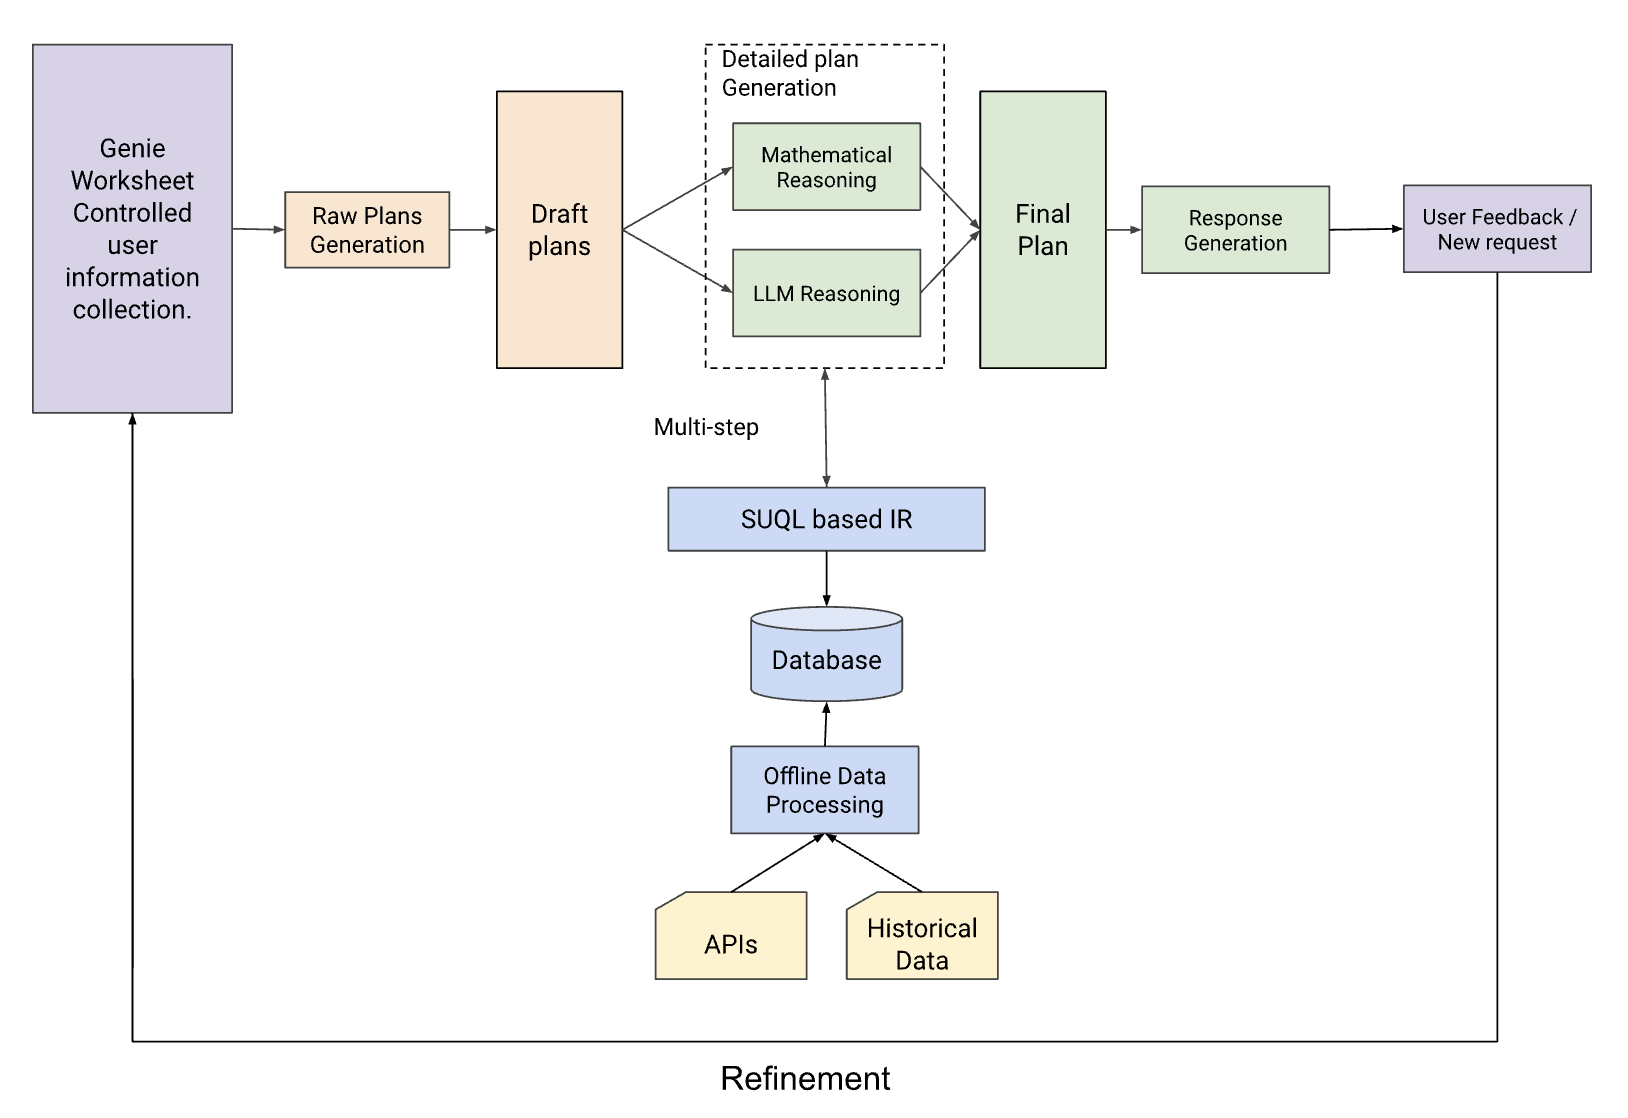 Genie
Worksheet
Controlled
user
information
collection.
Raw Plans
Generation
Draft
plans
Detailed plan
Generation
Mathematical
Reasoning
LLM Reasoning
Final
Plan
Response
Generation
User Feedback /
New request
Multi-step
SUQL based IR
Database
Offline Data
Processing
APIs
Historical
Data
Refinement